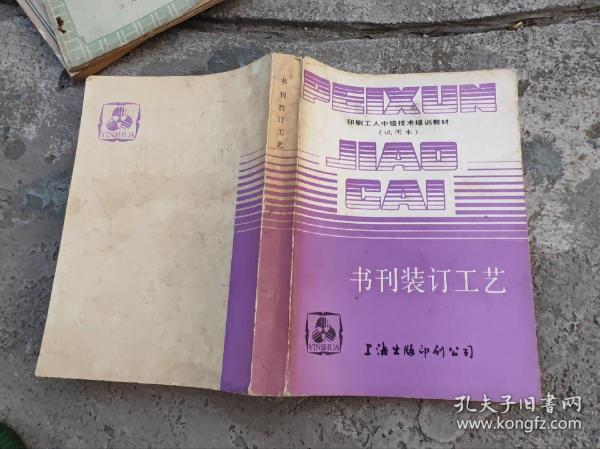 YINSHUA
书刊装订工艺
PEIXUN
印刷工人中级技术培训教材
(试用本)
JIAO
CAI
书刊装订工艺
YINSHUA
上海出版印刷公司
孔夫子旧书网
www.kongfz.com